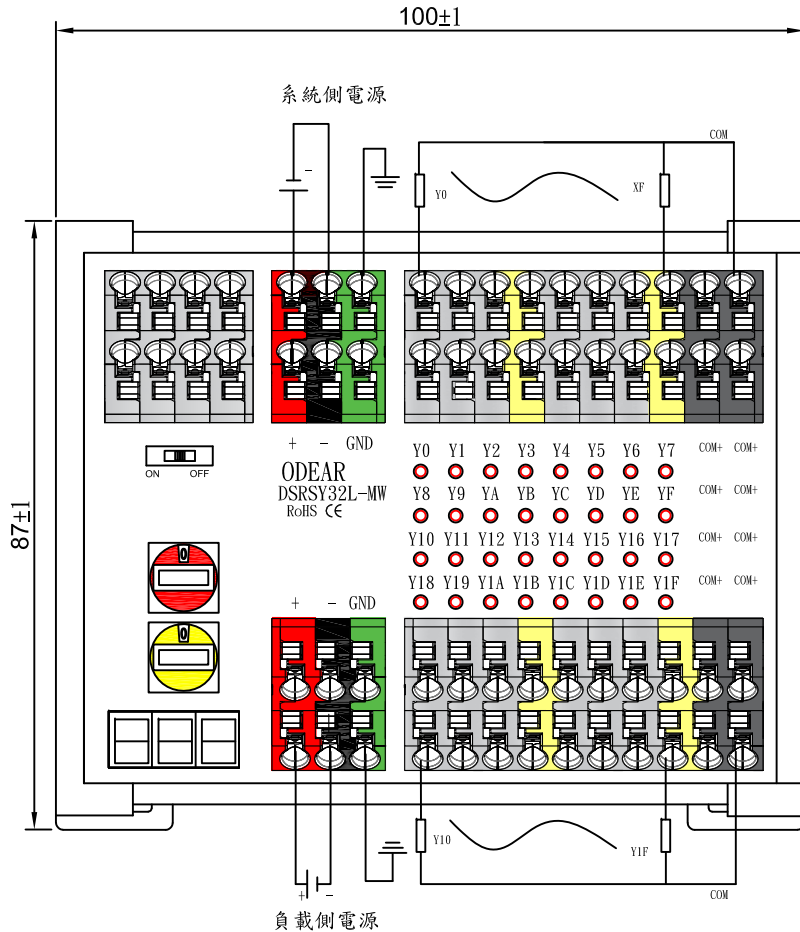 100±1
系統側電源
COM
-
Y0
XF
87±1
+ - GND
Y0 Y1 Y2 Y3 Y4 Y5 Y6 Y7 COM+ COM+
ON OFF
ODEAR
DSRSY32L-MW
RoHS CE
Y8 Y9 YA YB YC YD YE YF COM+ COM+
Y10 Y11 Y12 Y13 Y14 Y15 Y16 Y17 COM+ COM+
Y18 Y19 Y1A Y1B Y1C Y1D Y1E Y1F COM+ COM+
0
+ - GND
0
Y10
Y1F
+ -
COM
負載側電源